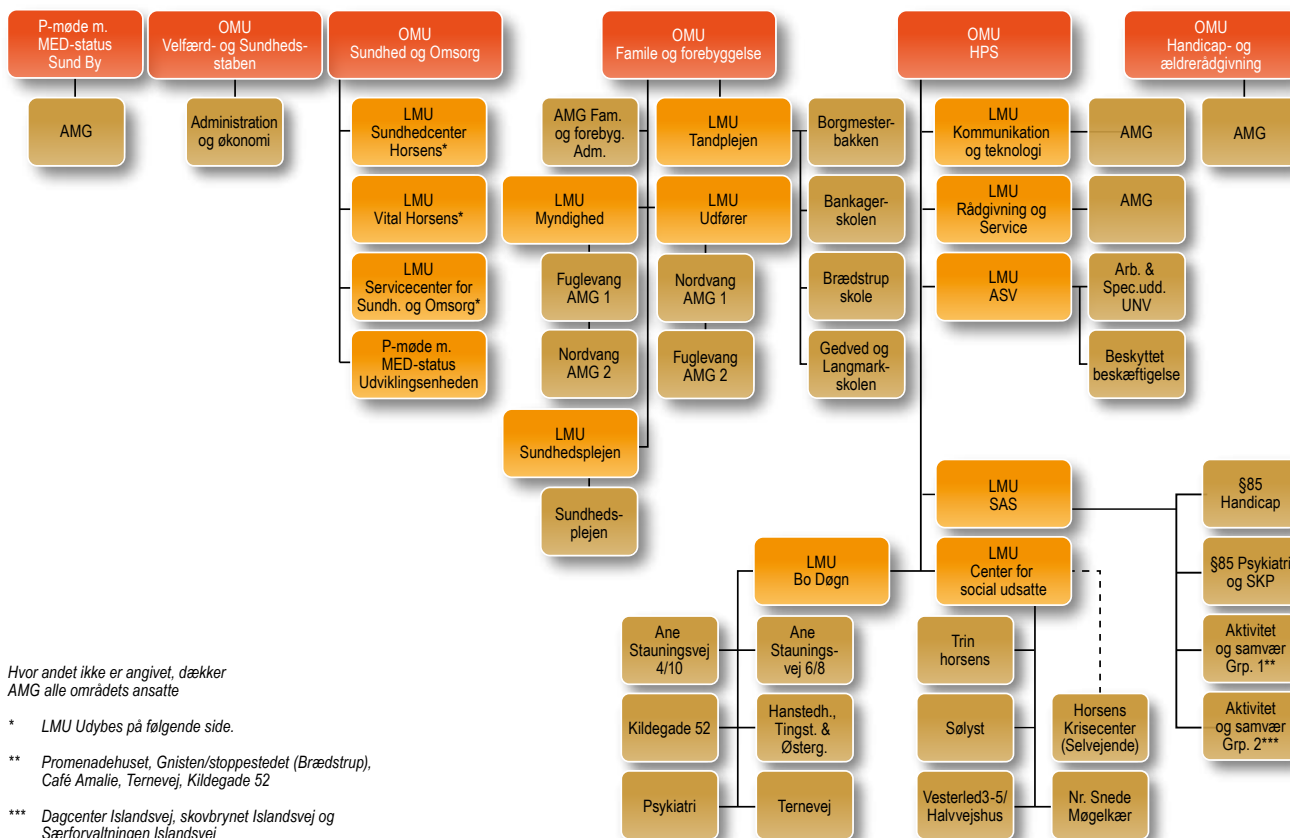 P-møde m.
MED-status
Sund By
OMU
Velfærd- og Sundheds-
staben
OMU
Sundhed og Omsorg
OMU
Famile og forebyggelse
OMU
HPS
OMU
Handicap- og
ældrerådgivning
AMG
Administration
og økonomi
LMU
Sundhedcenter
Horsens*
LMU
Vital Horsens*
LMU
Servicecenter for
Sundh. og Omsorg*
P-møde m.
MED-status
Udviklingsenheden
AMG Fam.
og forebyg.
Adm.
LMU
Tandplejen
Borgmester-
bakken
LMU
Myndighed
LMU
Udfører
Bankager-
skolen
Fuglevang
AMG 1
Nordvang
AMG 1
Brædstrup
skole
Nordvang
AMG 2
Fuglevang
AMG 2
Gedved og
Langmark-
skolen
LMU
Sundhedsplejen
Sundheds-
plejen
LMU
Kommunikation
og teknologi
AMG
AMG
LMU
Rådgivning og
Service
AMG
LMU
ASV
Arb. &
Spec.udd.
UNV
Beskyttet
beskæftigelse
LMU
SAS
§85
Handicap
§85 Psykiatri
og SKP
Aktivitet
og samvær
Grp. 1**
Aktivitet
og samvær
Grp. 2***
LMU
Bo Døgn
LMU
Center for
social udsatte
Ane
Stauningsvej
4/10
Ane
Staunings-
vej 6/8
Kildegade 52
Hanstedh.,
Tingst. &
Østerg.
Psykiatri
Ternevej
Trin
horsens
Sølyst
Horsens
Krisecenter
(Selvejende)
Vesterled3-5/
Halvvejshus
Nr. Snede
Møgelkær
Hvor andet ikke er angivet, dækker
AMG alle områdets ansatte
* LMU Udybes på følgende side.
** Promenadehuset, Gnisten/stoppestedet (Brædstrup),
Café Amalie, Ternevej, Kildegade 52
*** Dagcenter Islandsvej, skovbrynet Islandsvej og
Særforvaltningen Islandsvej